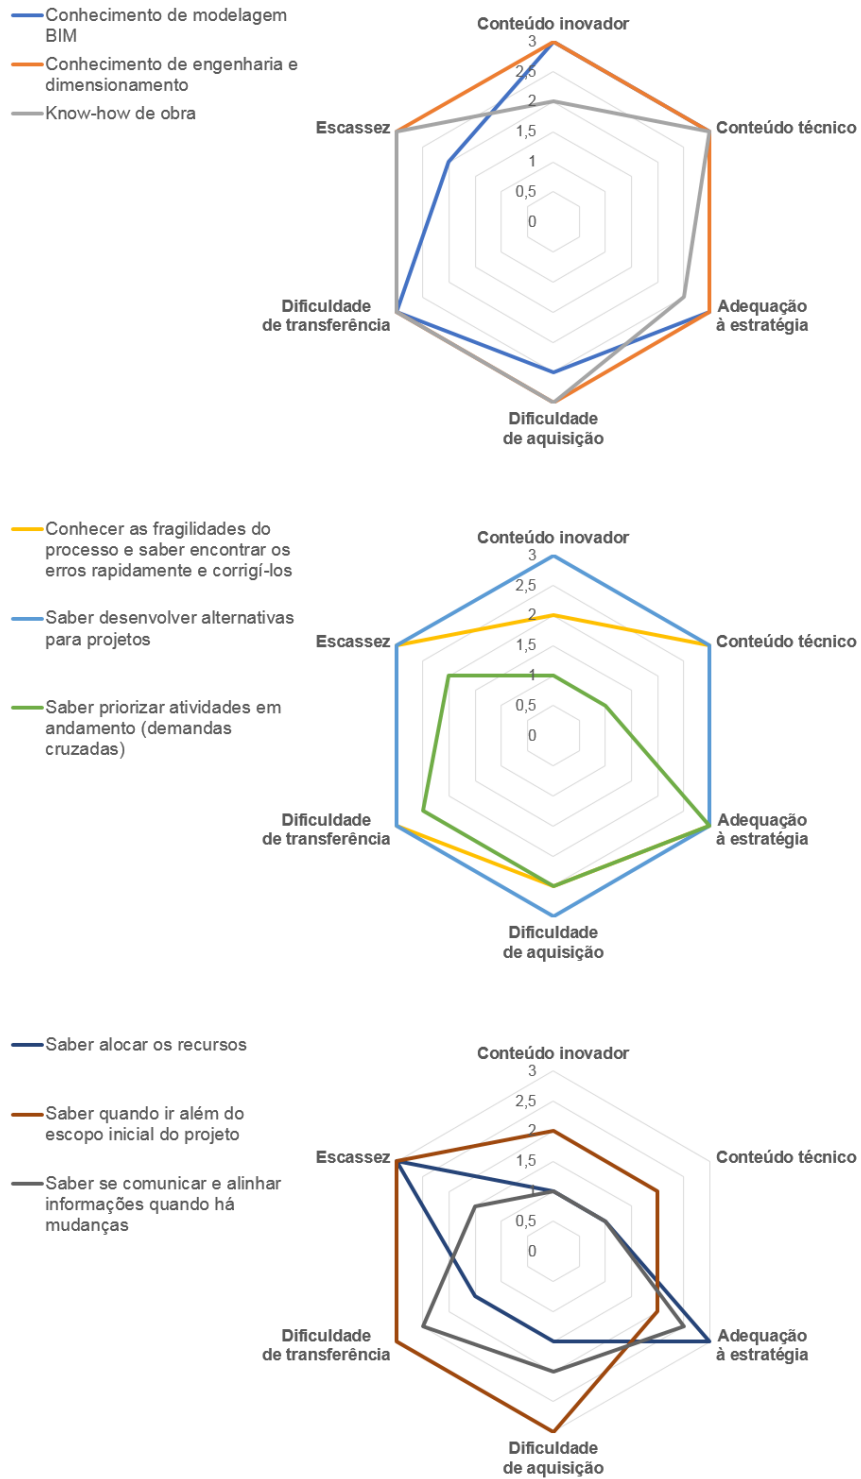 Conhecimento de modelagem
BIM
Conhecimento de engenharia e
dimensionamento
Know-how de obra
Conteúdo inovador
3
2,5
2
1,5
1
0,5
0
Escassez
Conteúdo técnico
Dificuldade
de transferência
Adequação
à estratégia
Dificuldade
de aquisição
Conhecer as fragilidades do
processo e saber encontrar os
erros rapidamente e corrigí-los
Saber desenvolver alternativas
para projetos
Saber priorizar atividades em
andamento (demandas
cruzadas)
Conteúdo inovador
3
2,5
2
1,5
1
0,5
0
Escassez
Conteúdo técnico
Dificuldade
de transferência
Adequação
à estratégia
Dificuldade
de aquisição
Saber alocar os recursos
Saber quando ir além do
escopo inicial do projeto
Saber se comunicar e alinhar
informações quando há
mudanças
Conteúdo inovador
3
2,5
2
1,5
1
0,5
0
Escassez
Conteúdo técnico
Dificuldade
de transferência
Adequação
à estratégia
Dificuldade
de aquisição